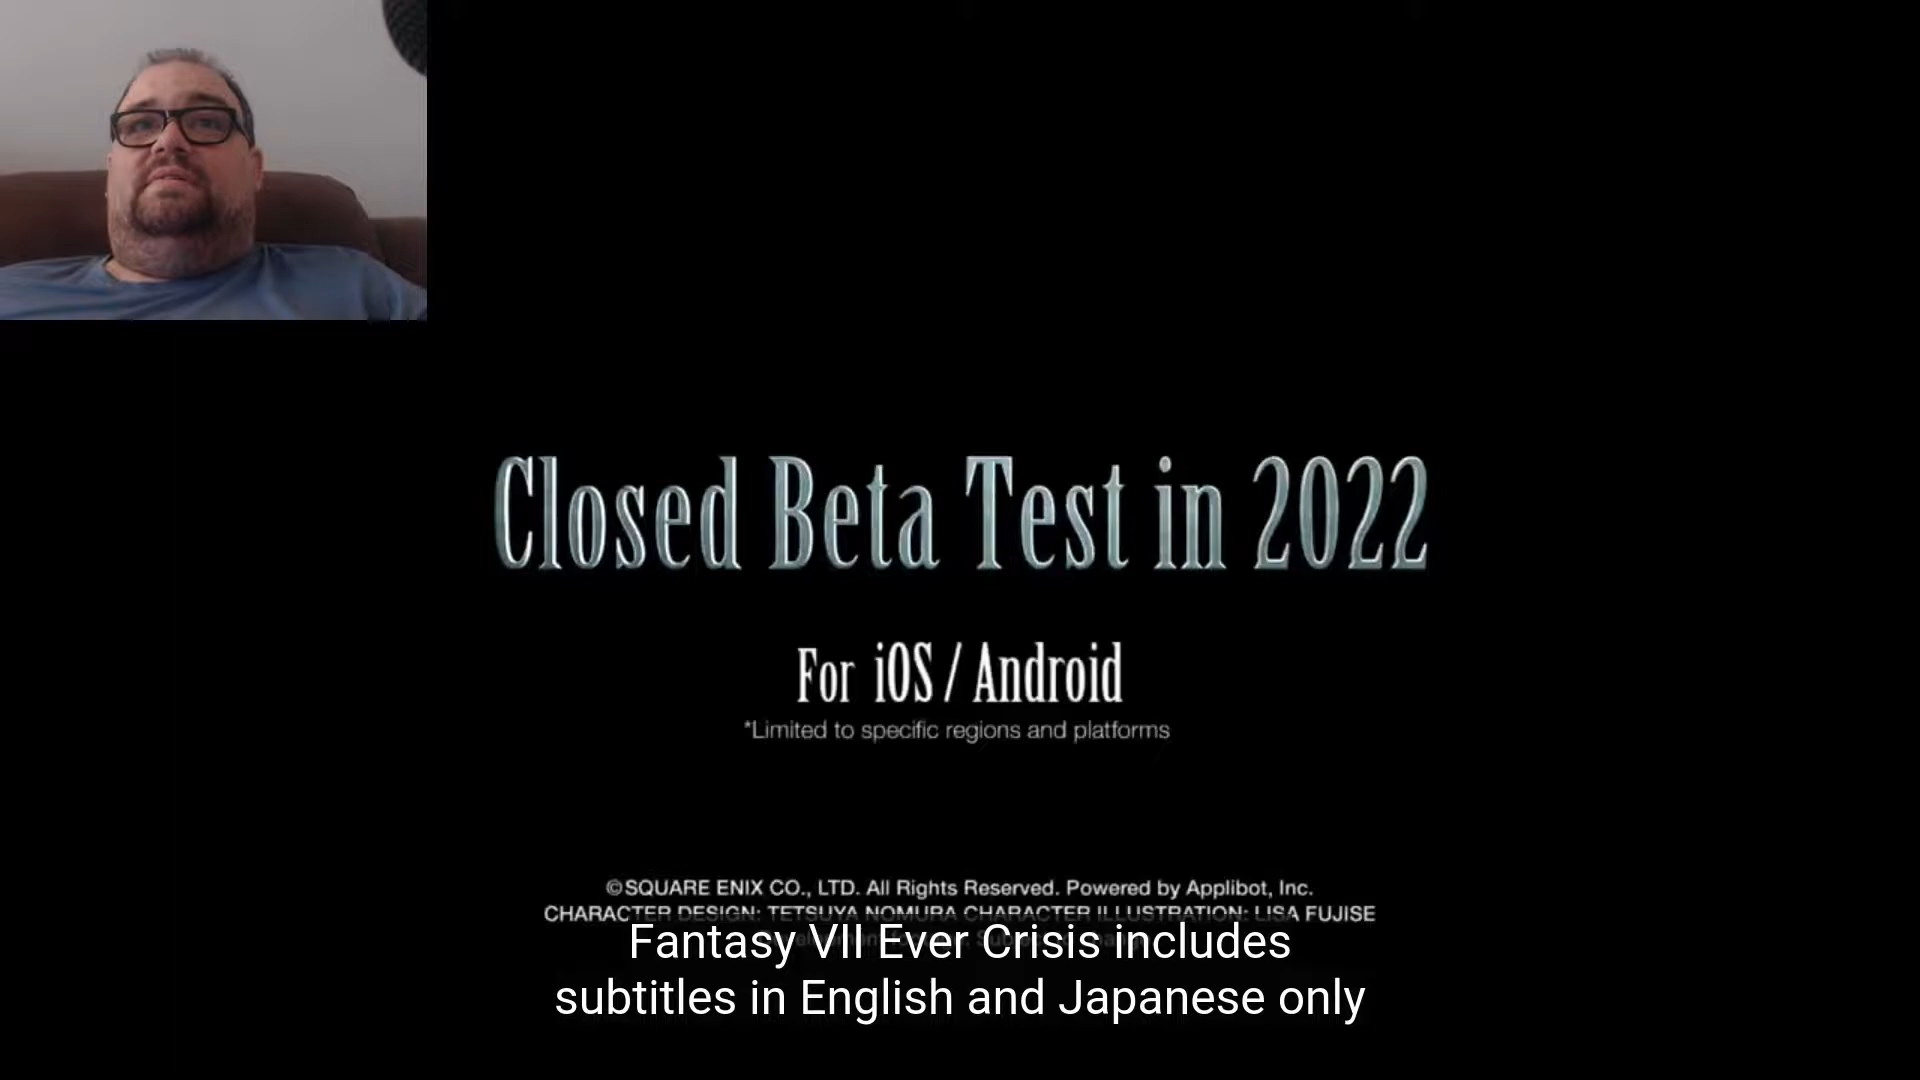 Closed Beta Test in 2022
For iOS / Android
*Limited to specific regions and platforms
©SQUARE ENIX CO., LTD. All Rights Reserved. Powered by Applibot, Inc.
CHARACTER DESIGN: TETSUYA NOMURA CHARACTER ILLUSTRATION: LISA FUJISE
Fantasy VII Ever Crisis includes
subtitles in English and Japanese only